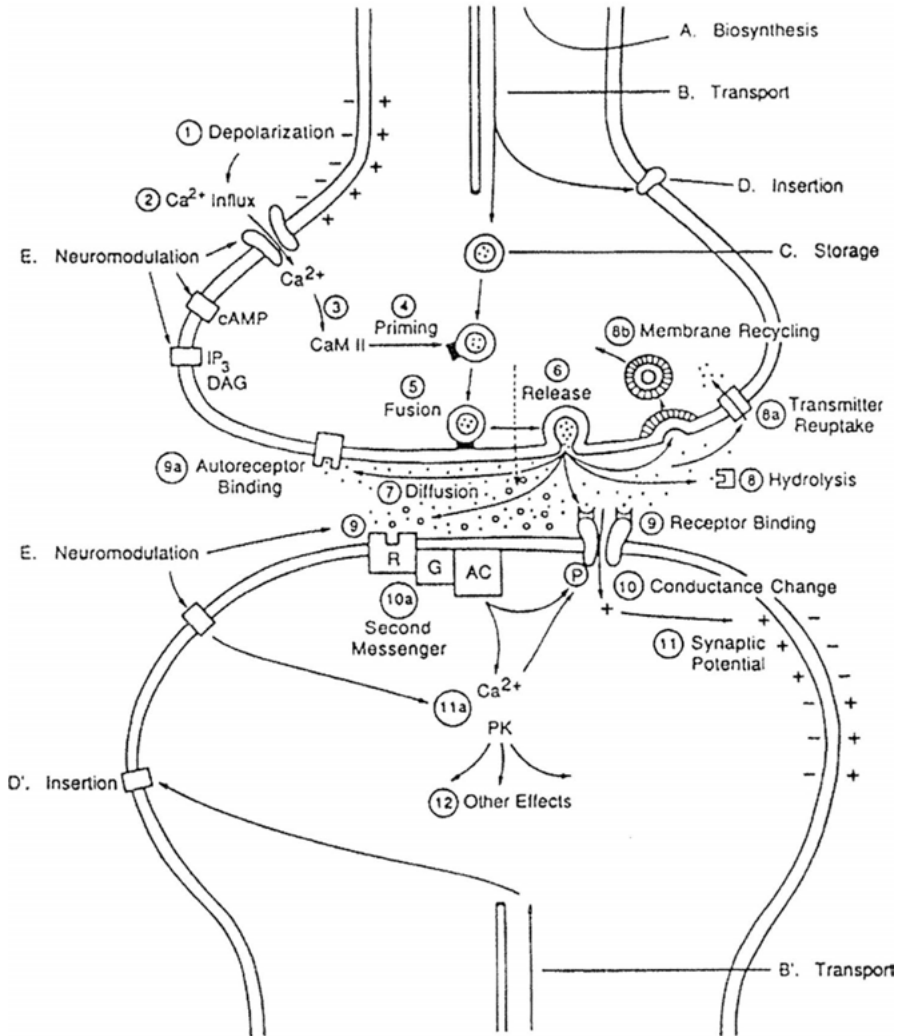 A. Biosynthesis
B. Transport
① Depolarization
D. Insertion
② Ca²⁺ Influx
E. Neuromodulation
C. Storage
Ca²⁺
③
④
Priming
cAMP
CaM II
8b Membrane Recycling
IP₃
DAG
⑤
Fusion
⑥
Release
8a Transmitter
Reuptake
9a Autoreceptor
Binding
⑦ Diffusion
⑧ Hydrolysis
⑨
⑨ Receptor Binding
E. Neuromodulation
R
G
AC
P
⑩ Conductance Change
10a
Second
Messenger
⑪ Synaptic
Potential
Ca²⁺
11a
PK
D'. Insertion
⑫ Other Effects
B'. Transport